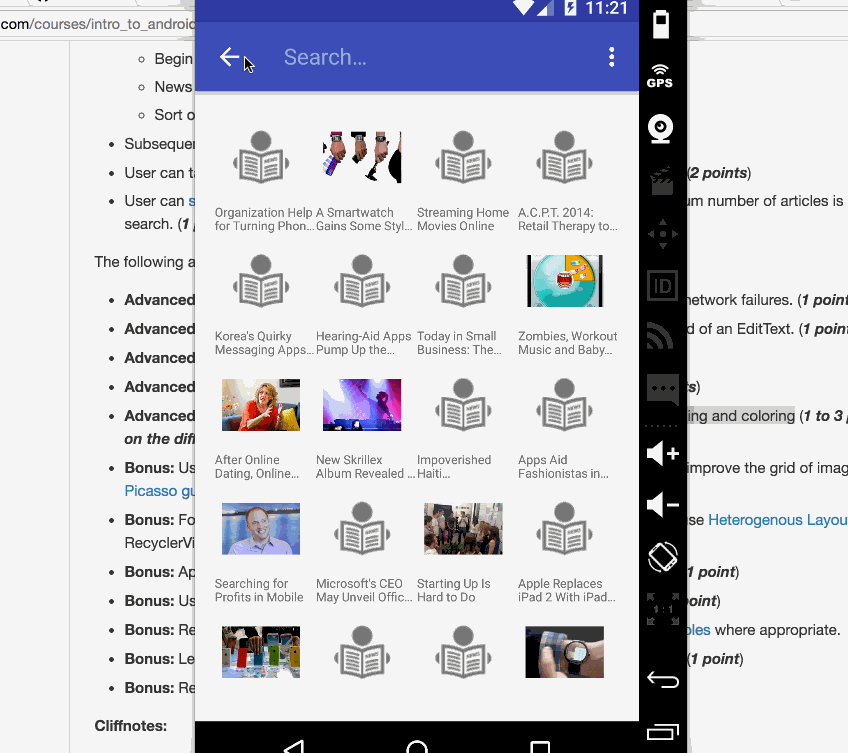 com/courses/intro_to_android
11:21
Begin
News
Sort o
Subsequen
User can t
(2 points)
User can s
um number of articles is
search. (1
The following a
Advanced
network failures. (1 point
Advanced
d of an EditText. (1 point
Advanced
Advanced
ts)
Advanced
ing and coloring (1 to 3 p
on the diff
Bonus: Us
improve the grid of imag
Picasso gu
Bonus: Fo
se Heterogenous Layou
RecyclerVi
Bonus: Ap
1 point)
Bonus: Us
point)
Bonus: Re
ples where appropriate.
Bonus: Le
(1 point)
Bonus: Re
Cliffnotes:
Search...
Organization Help
for Turning Phon...
A Smartwatch
Gains Some Styl...
Streaming Home
Movies Online
A.C.P.T. 2014:
Retail Therapy to...
Korea's Quirky
Messaging Apps...
Hearing-Aid Apps
Pump Up the...
Today in Small
Business: The...
Zombies, Workout
Music and Baby...
After Online
Dating, Online...
New Skrillex
Album Revealed ...
Impoverished
Haiti...
Apps Aid
Fashionistas in...
Searching for
Profits in Mobile
Microsoft's CEO
May Unveil Offic...
Starting Up Is
Hard to Do
Apple Replaces
iPad 2 With iPad...
GPS
ID
1:1